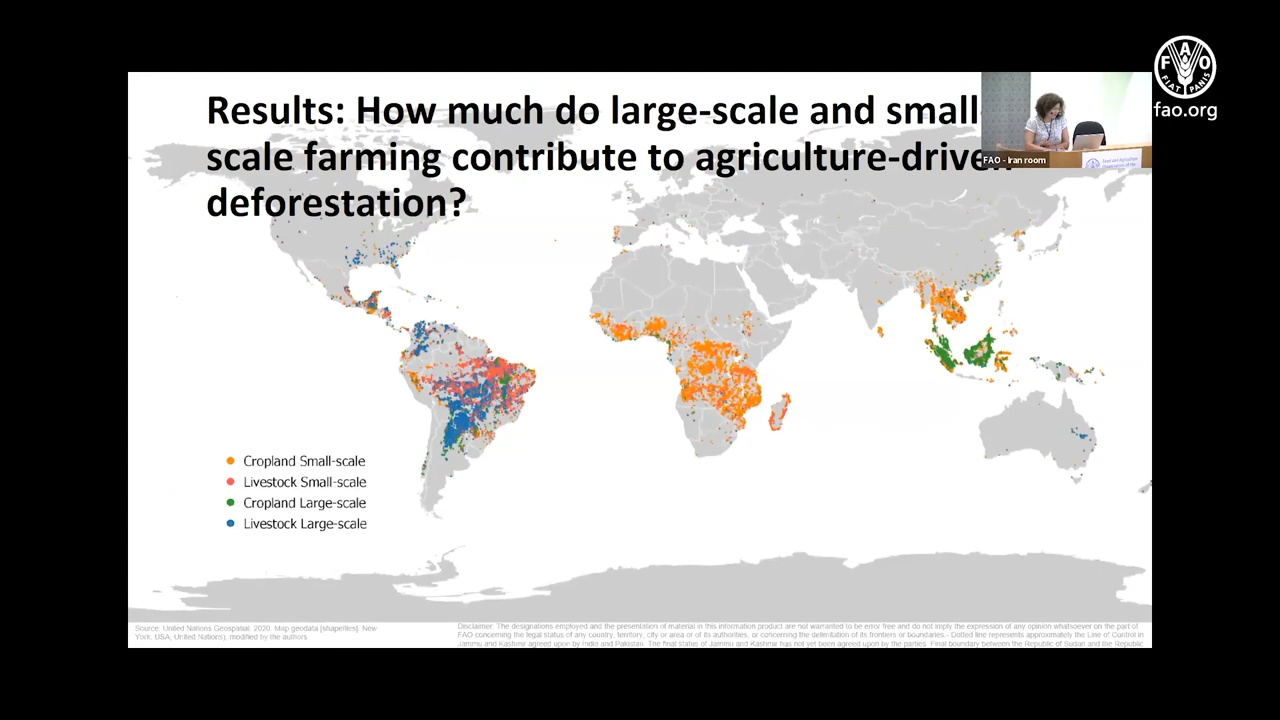 Results: How much do large-scale and small-
scale farming contribute to agriculture-driven
deforestation?
FAO
FIAT PANIS
fao.org
FAO - Iran room
Cropland Small-scale
Livestock Small-scale
Cropland Large-scale
Livestock Large-scale
Source: United Nations Geospatial. 2020. Map geodata [shapefiles]. New
York, USA, United Nations), modified by the authors.
Disclaimer: The designations employed and the presentation of material in this information product are not warranted to be error free and do not imply the expression of any opinion whatsoever on the part of
FAO concerning the legal status of any country, territory, city or area or of its authorities, or concerning the delimitation of its frontiers or boundaries.- Dotted line represents approximately the Line of Control in
Jammu and Kashmir agreed upon by India and Pakistan. The final status of Jammu and Kashmir has not yet been agreed upon by the parties. Final boundary between the Republic of Sudan and the Republic